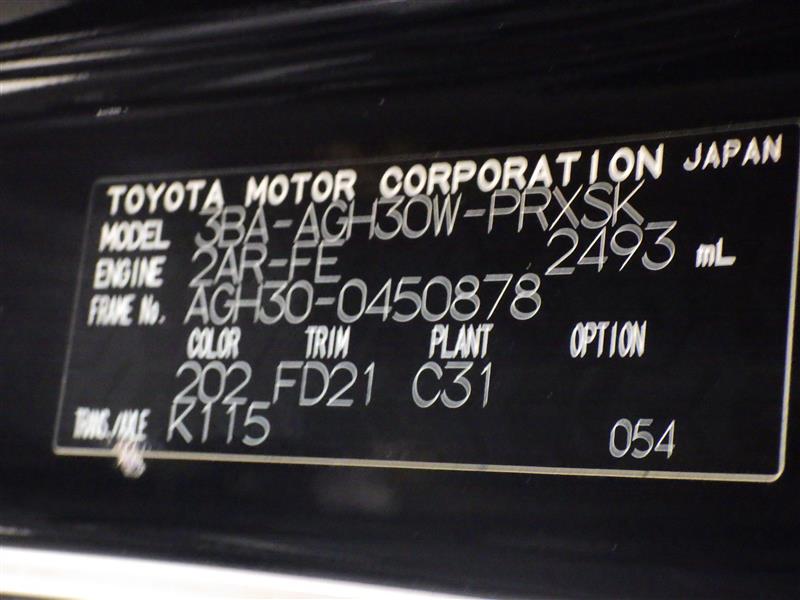 TOYOTA MOTOR CORPORATION JAPAN
MODEL 3BA-AGH30W-PRXSK
ENGINE 2AR-FE 2493 mL
FRAME No. AGH30-0450878
COLOR TRIM PLANT OPTION
202 FD21 C31
TRANS./AXLE K115 054